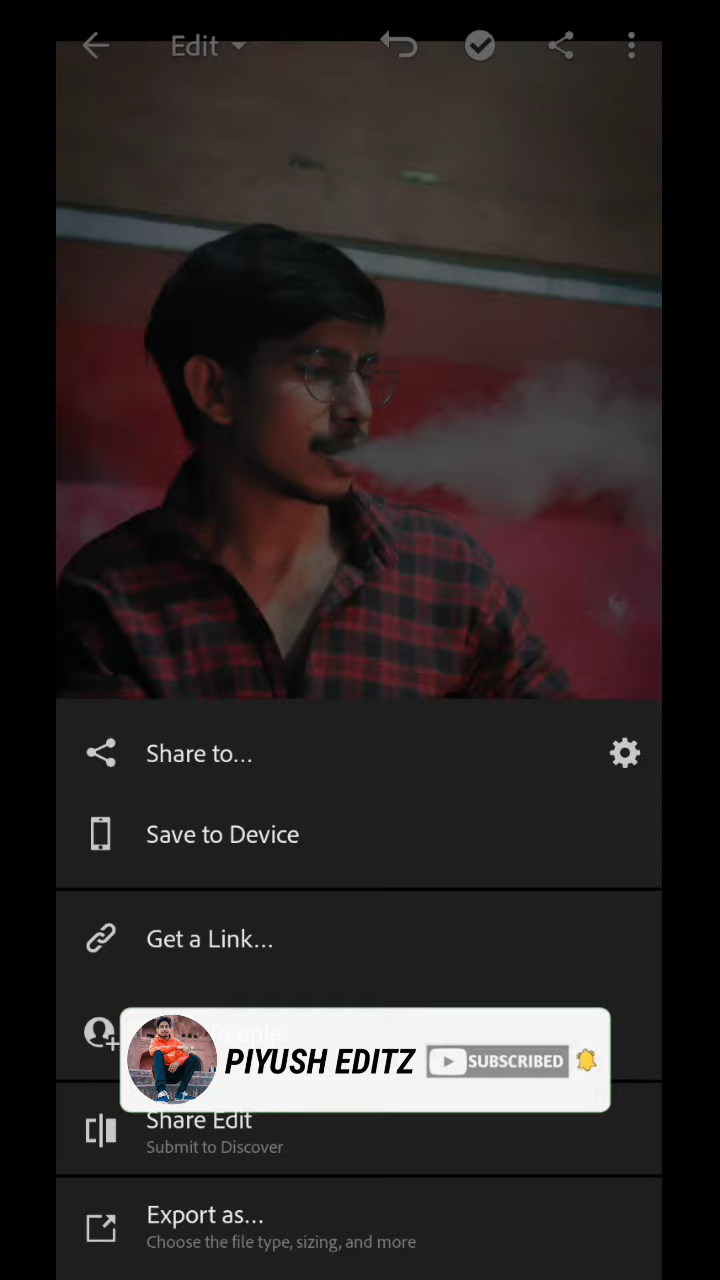 Edit
Share to...
Save to Device
Get a Link...
People
PIYUSH EDITZ
SUBSCRIBED
Share Edit
Submit to Discover
Export as...
Choose the file type, sizing, and more